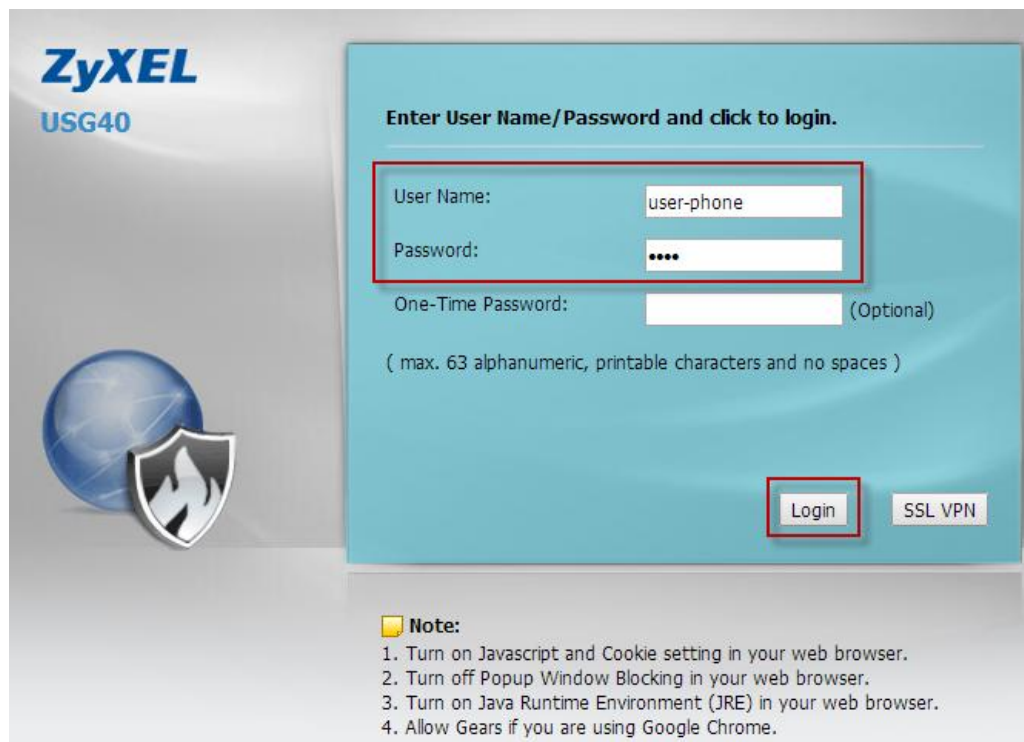 ZyXEL
USG40
Enter User Name/Password and click to login.
User Name:
user-phone
Password:
••••
One-Time Password:
(Optional)
( max. 63 alphanumeric, printable characters and no spaces )
Login
SSL VPN
Note:
1. Turn on Javascript and Cookie setting in your web browser.
2. Turn off Popup Window Blocking in your web browser.
3. Turn on Java Runtime Environment (JRE) in your web browser.
4. Allow Gears if you are using Google Chrome.